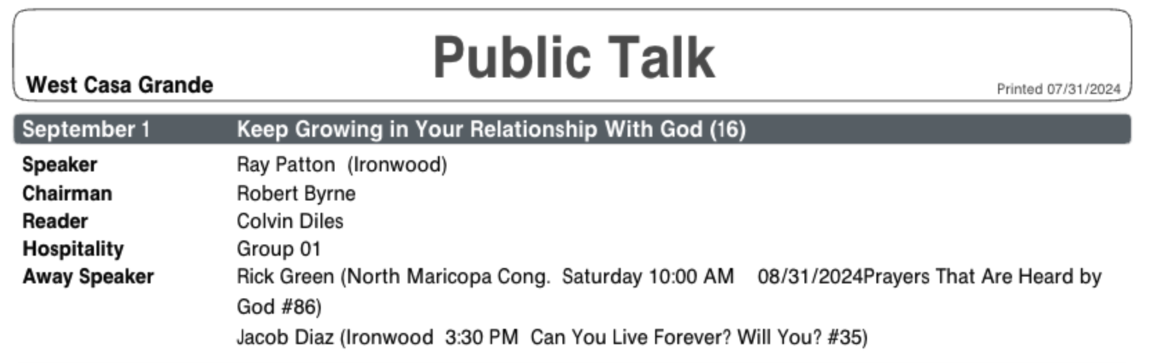 Public Talk
West Casa Grande
Printed 07/31/2024
September 1 Keep Growing in Your Relationship With God (16)
Speaker Ray Patton (Ironwood)
Chairman Robert Byrne
Reader Colvin Diles
Hospitality Group 01
Away Speaker Rick Green (North Maricopa Cong. Saturday 10:00 AM 08/31/2024Prayers That Are Heard by
God #86)
Jacob Diaz (Ironwood 3:30 PM Can You Live Forever? Will You? #35)